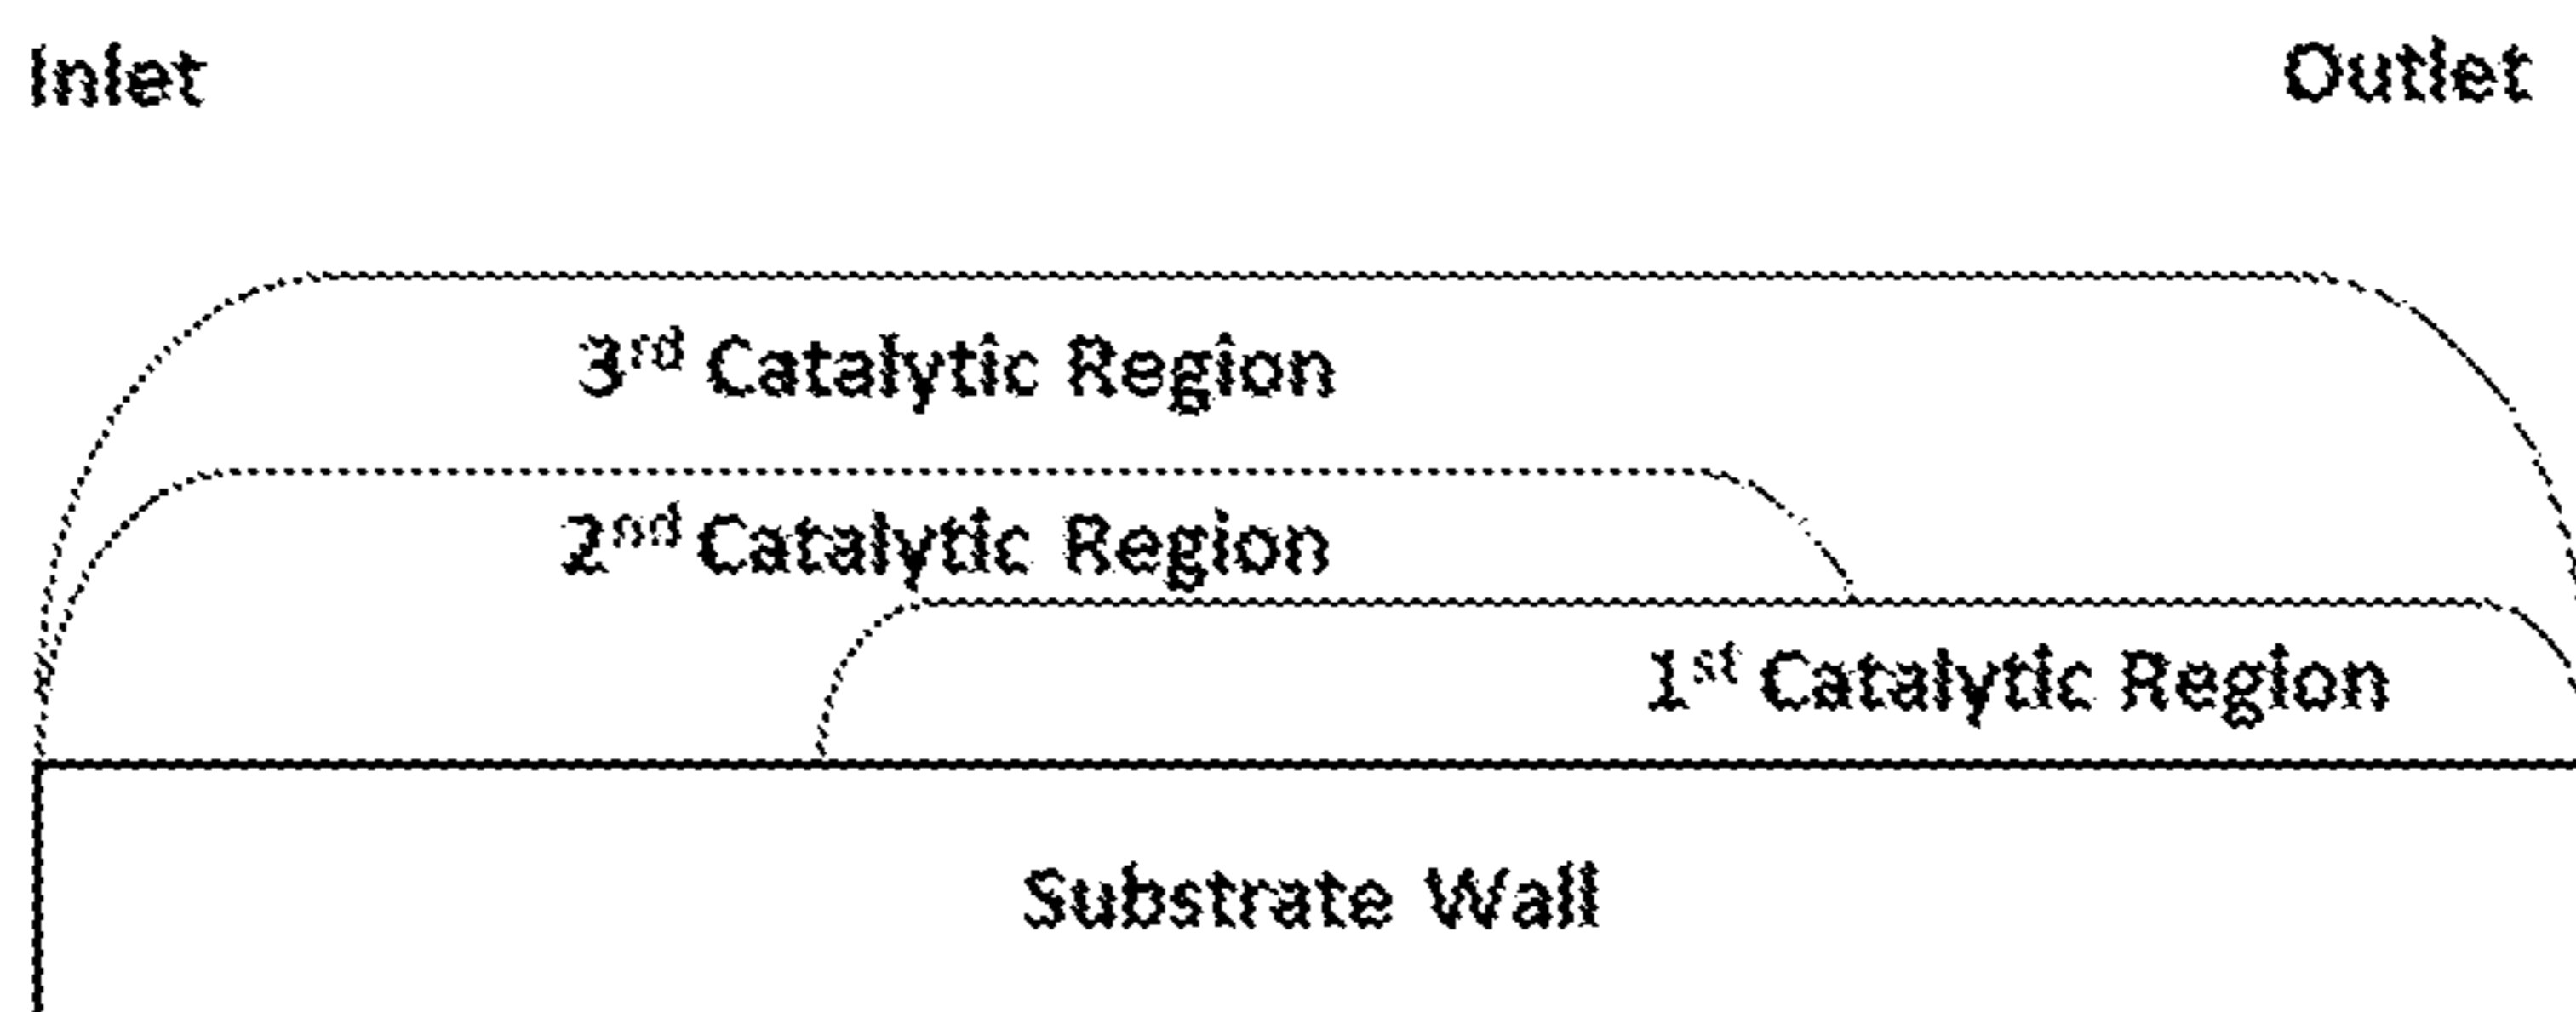 Inlet
Outlet
3rd Catalytic Region
2nd Catalytic Region
1st Catalytic Region
Substrate Wall